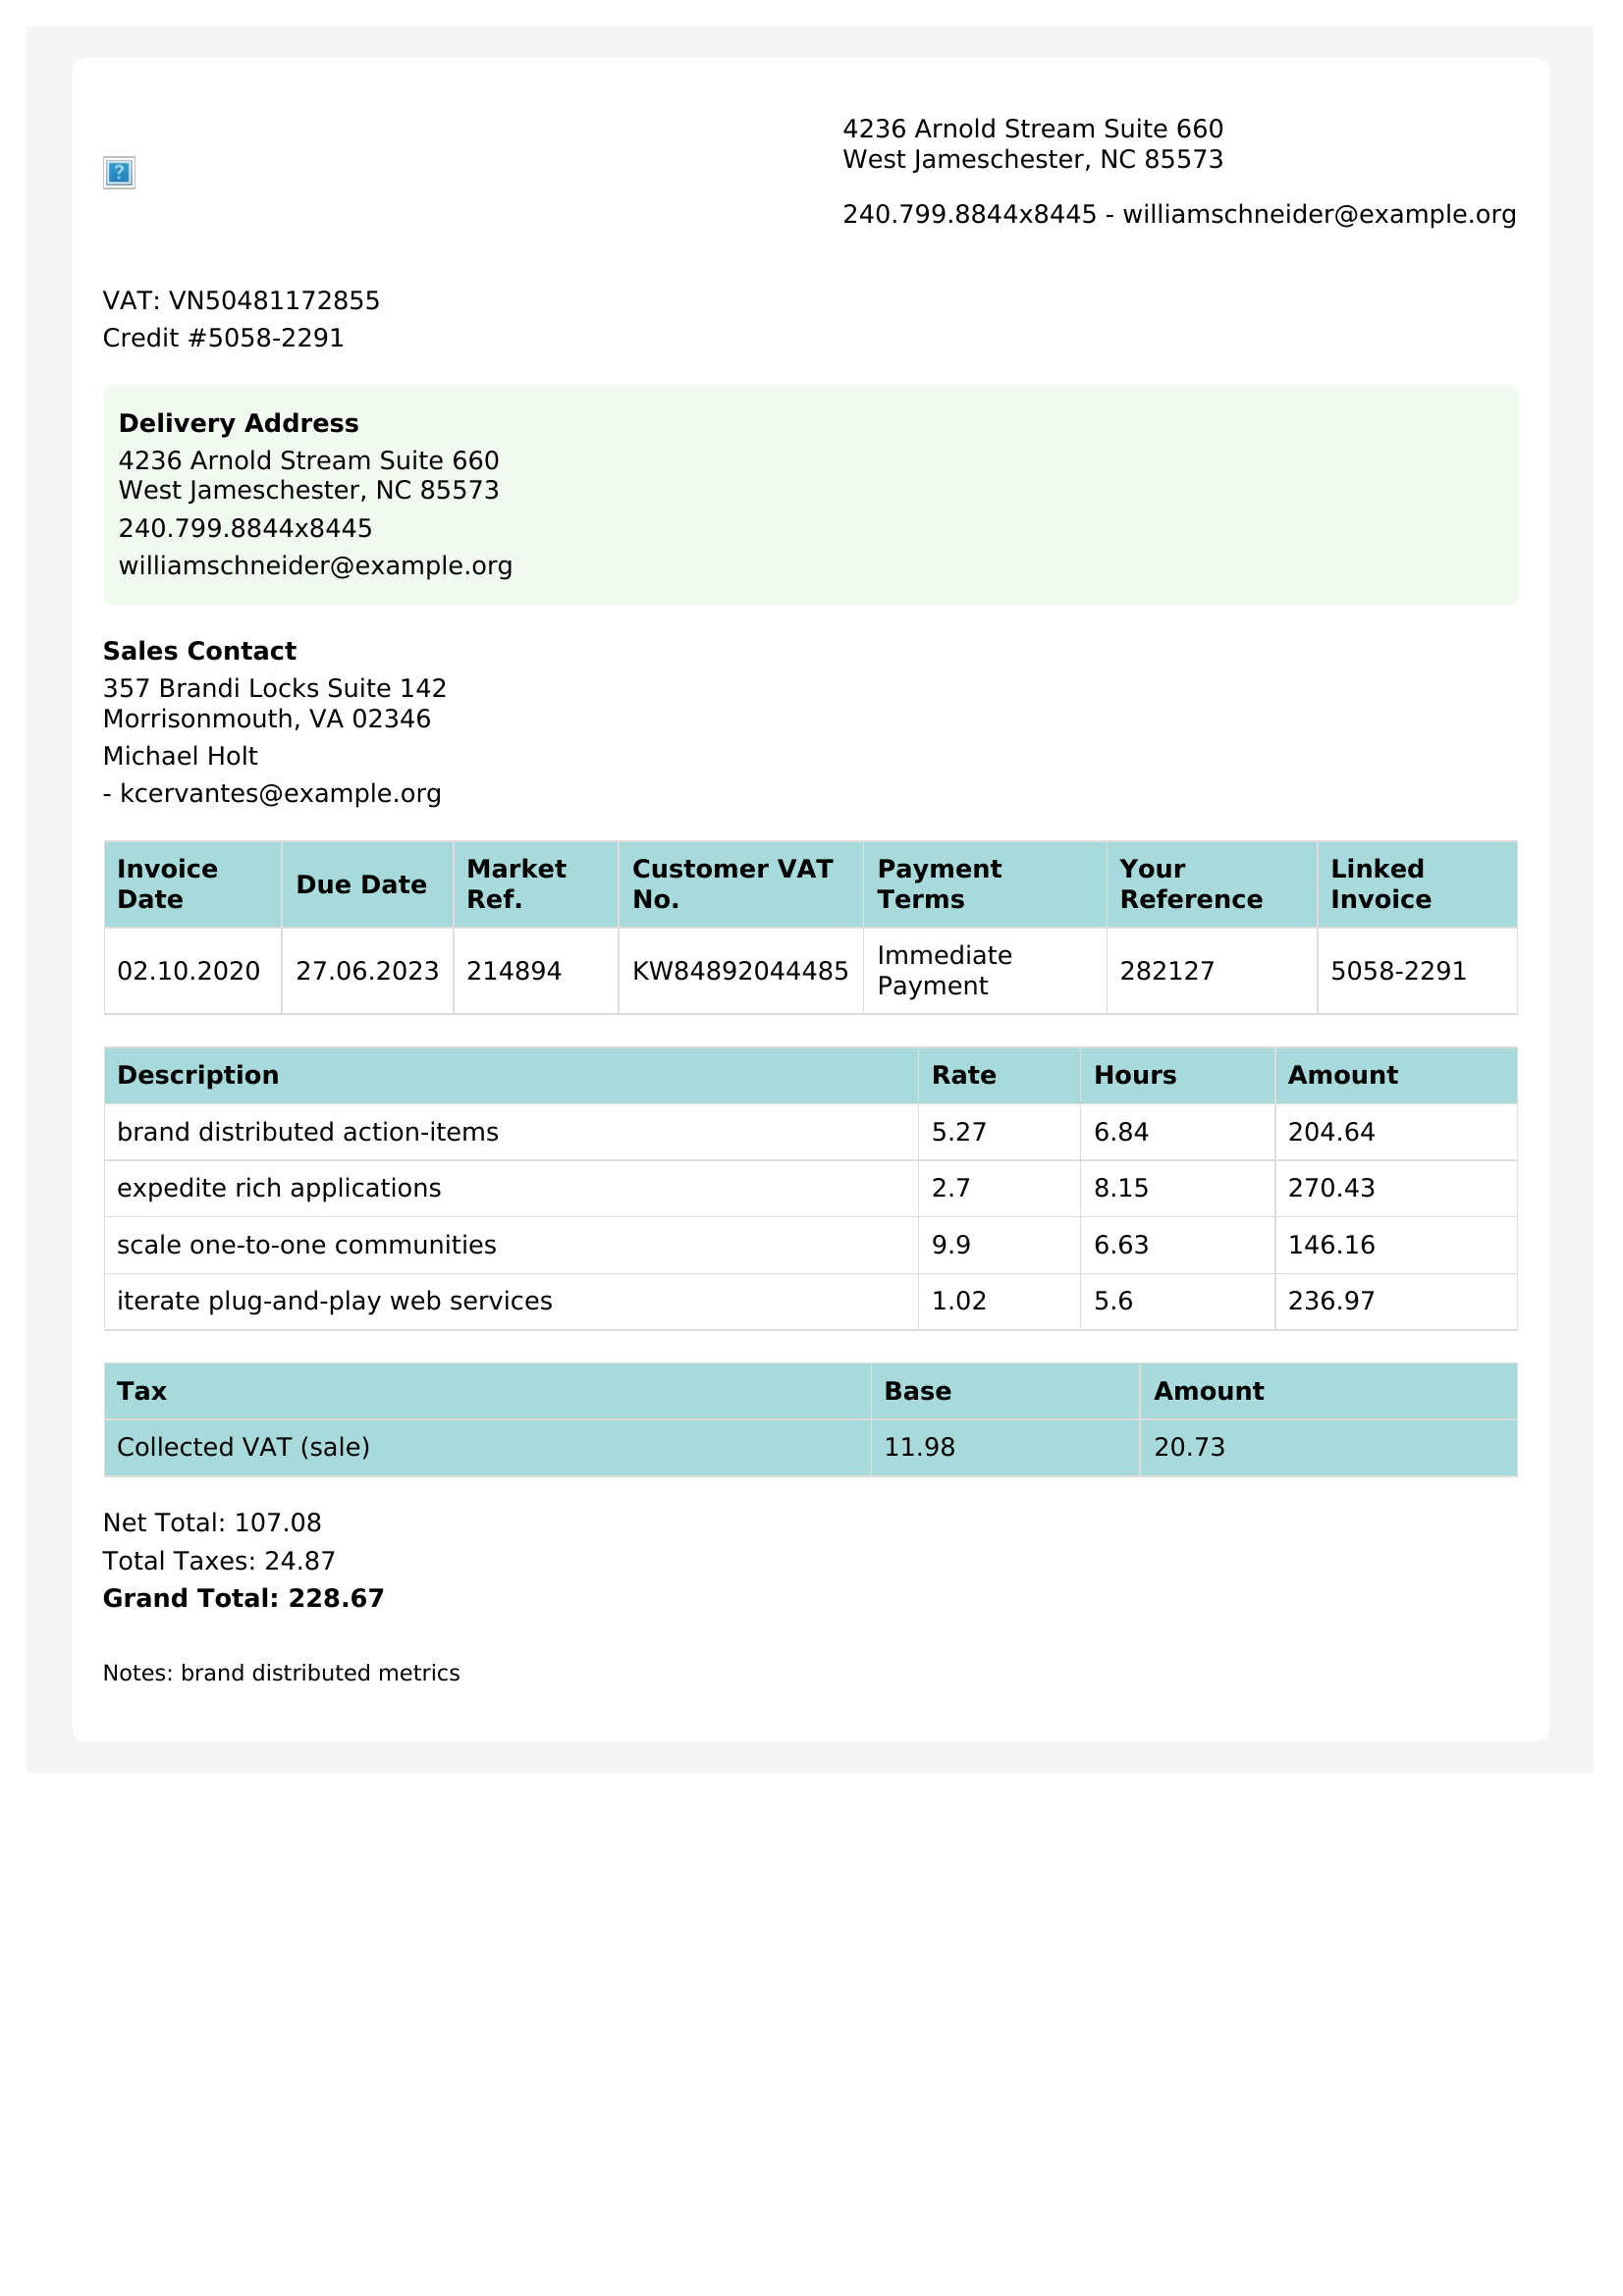 4236 Arnold Stream Suite 660
West Jameschester, NC 85573
240.799.8844x8445 - williamschneider@example.org
VAT: VN50481172855
Credit #5058-2291
Delivery Address
4236 Arnold Stream Suite 660
West Jameschester, NC 85573
240.799.8844x8445
williamschneider@example.org
Sales Contact
357 Brandi Locks Suite 142
Morrisonmouth, VA 02346
Michael Holt
- kcervantes@example.org
Invoice Date Due Date Market Ref. Customer VAT No. Payment Terms Your Reference Linked Invoice
02.10.2020 27.06.2023 214894 KW84892044485 Immediate Payment 282127 5058-2291
Description Rate Hours Amount
brand distributed action-items 5.27 6.84 204.64
expedite rich applications 2.7 8.15 270.43
scale one-to-one communities 9.9 6.63 146.16
iterate plug-and-play web services 1.02 5.6 236.97
Tax Base Amount
Collected VAT (sale) 11.98 20.73
Net Total: 107.08
Total Taxes: 24.87
Grand Total: 228.67
Notes: brand distributed metrics